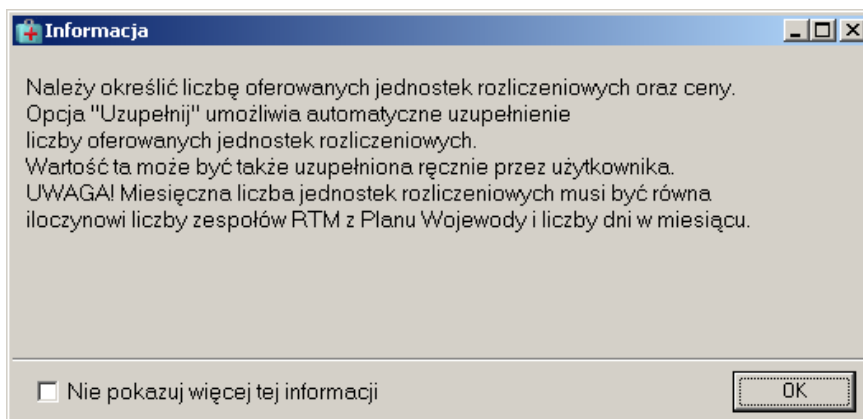 Informacja
Należy określić liczbę oferowanych jednostek rozliczeniowych oraz ceny.
Opcja "Uzupełnij" umożliwia automatyczne uzupełnienie
liczby oferowanych jednostek rozliczeniowych.
Wartość ta może być także uzupełniona ręcznie przez użytkownika.
UWAGA! Miesięczna liczba jednostek rozliczeniowych musi być równa
iloczynowi liczby zespołów RTM z Planu Wojewody i liczby dni w miesiącu.
Nie pokazuj więcej tej informacji
OK